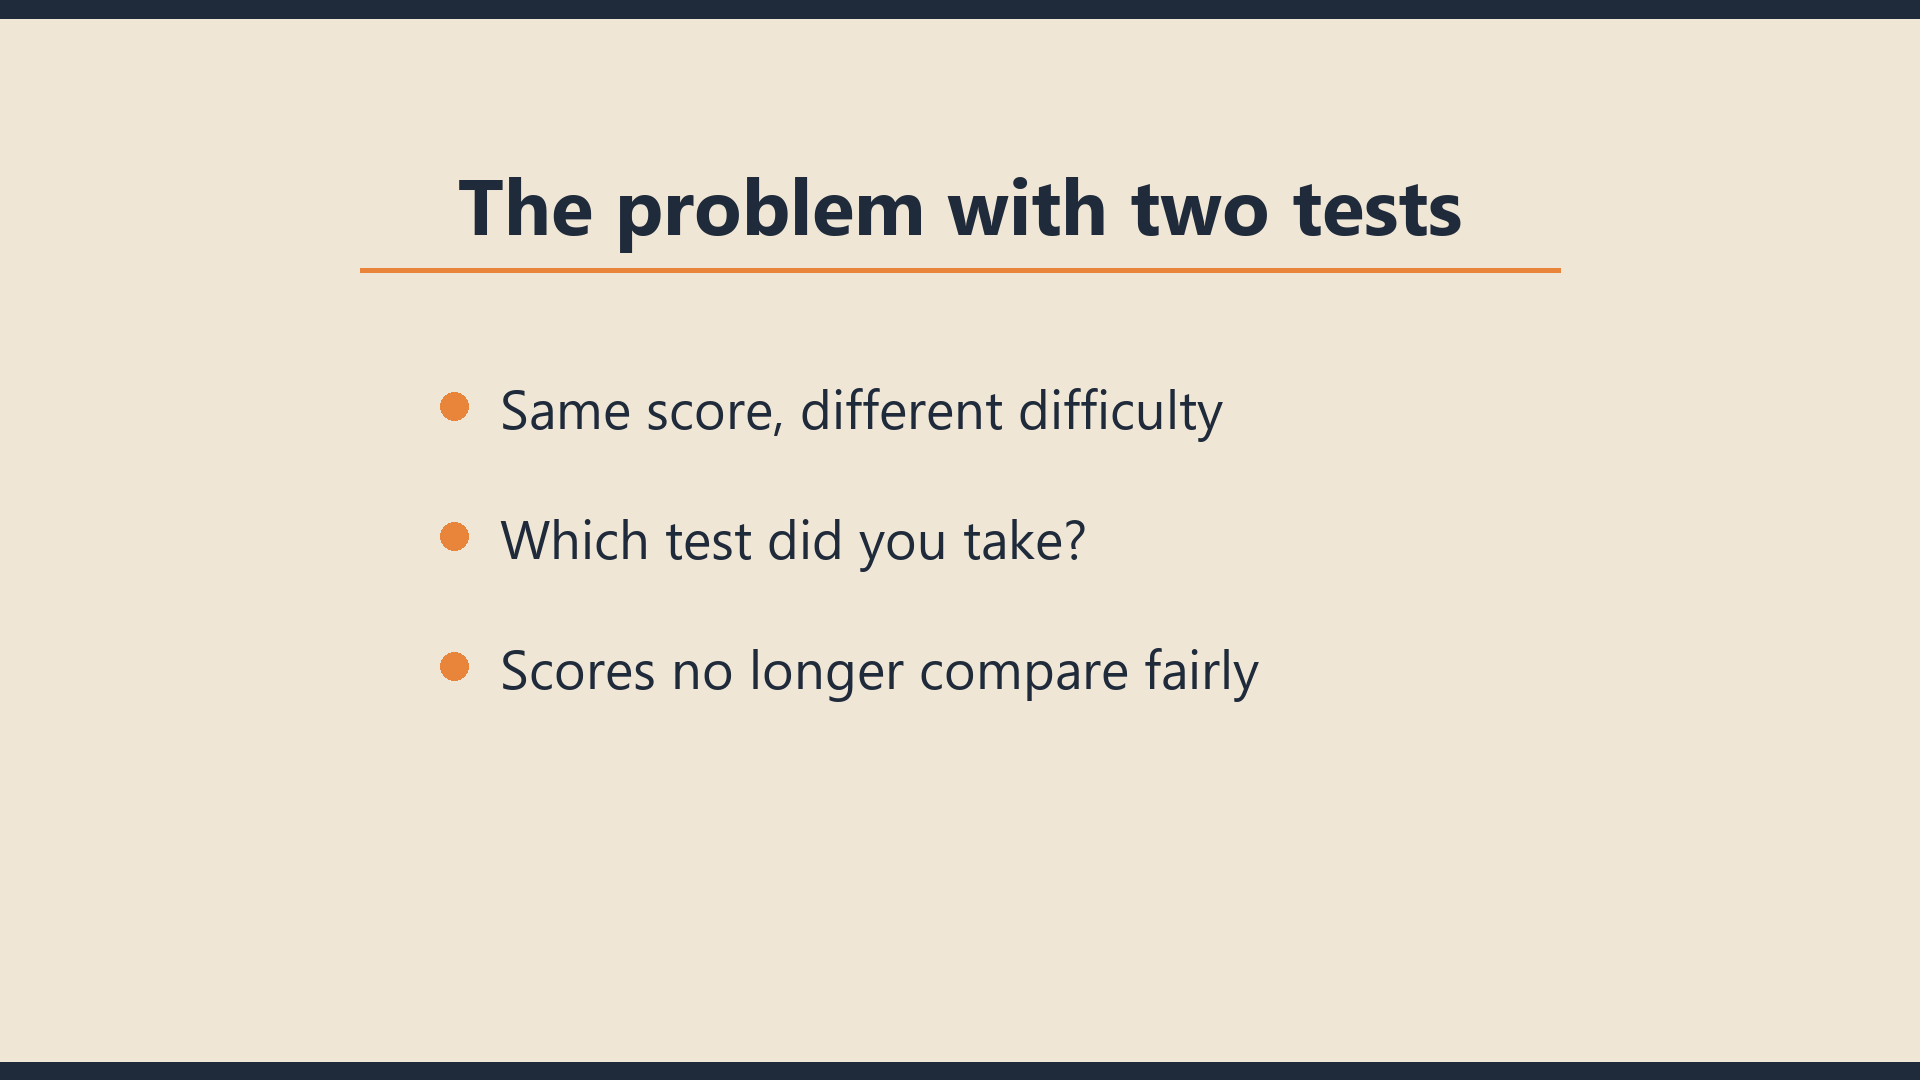 The problem with two tests
Same score, different difficulty
Which test did you take?
Scores no longer compare fairly